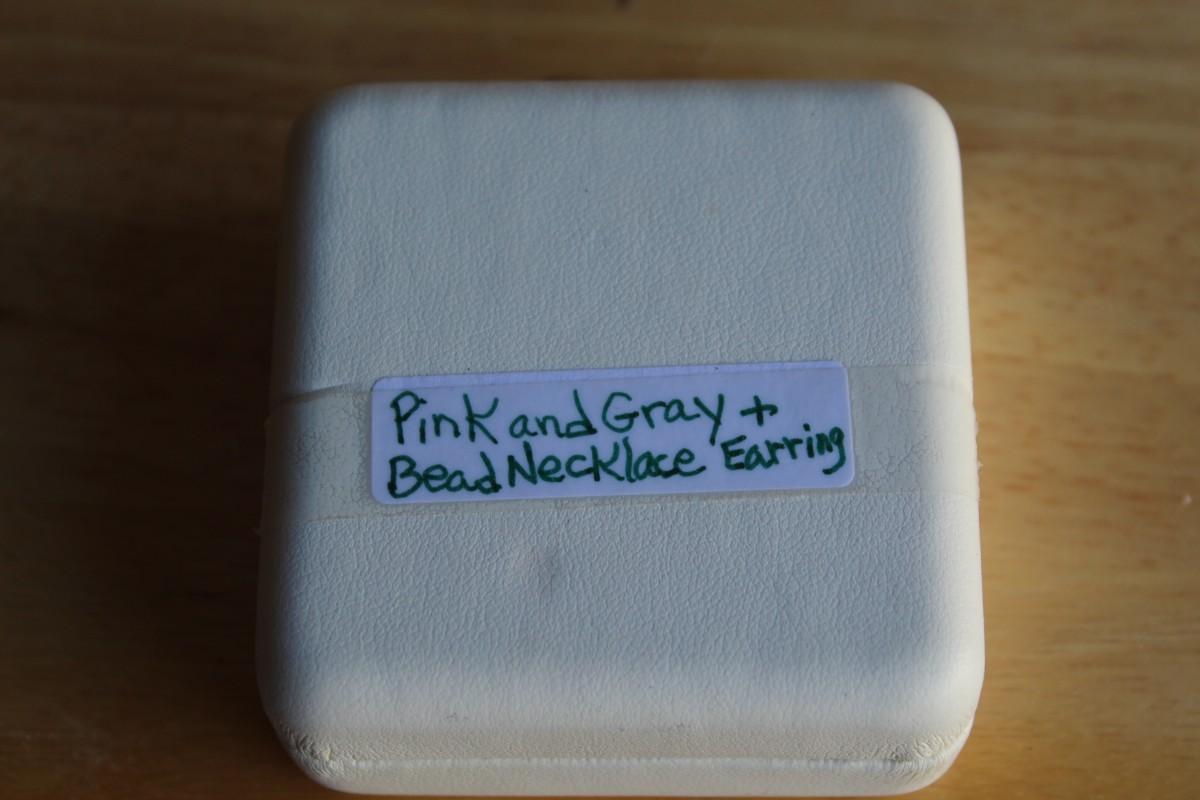 Pink and Gray +
Bead Necklace Earring